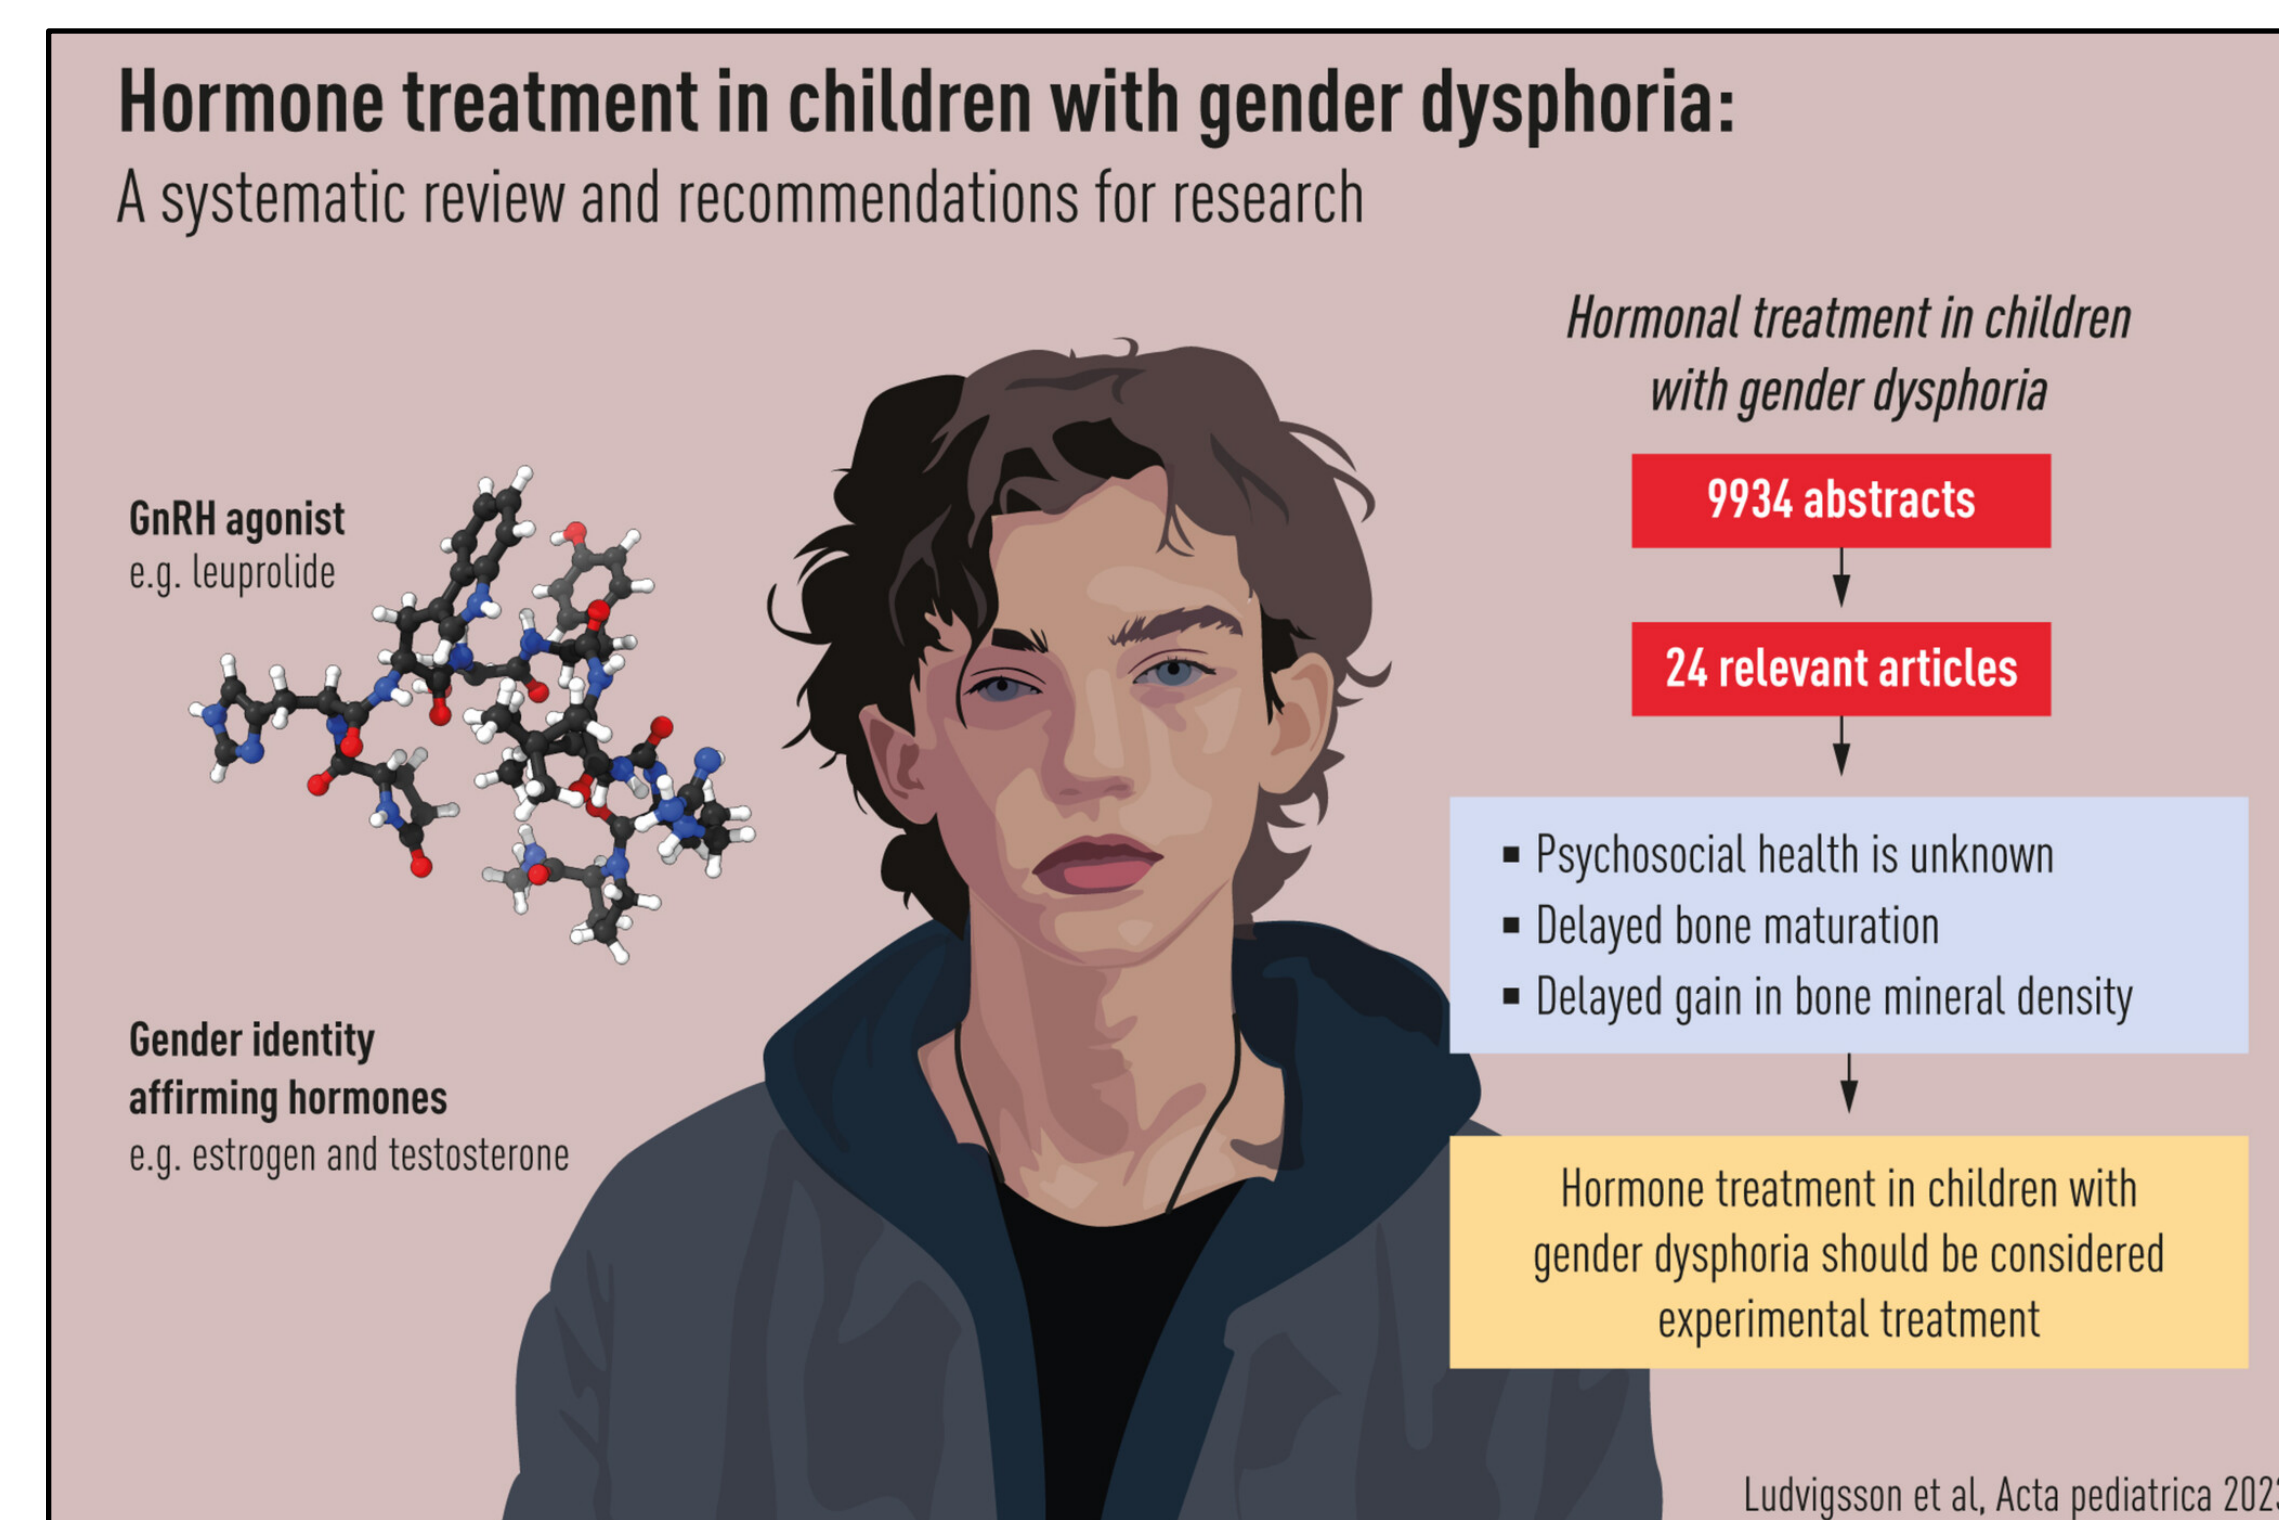 Hormone treatment in children with gender dysphoria:
A systematic review and recommendations for research
GnRH agonist
e.g. leuprolide
Gender identity
affirming hormones
e.g. estrogen and testosterone
Hormonal treatment in children
with gender dysphoria
9934 abstracts
24 relevant articles
▪ Psychosocial health is unknown
▪ Delayed bone maturation
▪ Delayed gain in bone mineral density
Hormone treatment in children with
gender dysphoria should be considered
experimental treatment
Ludvigsson et al, Acta pediatrica